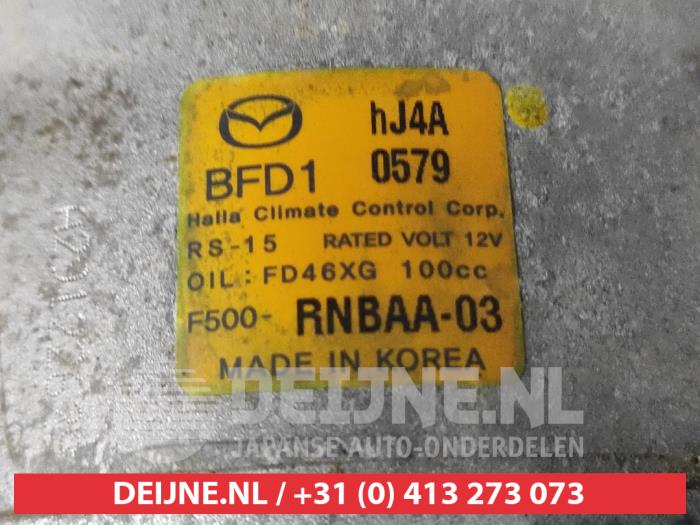 hJ4A
BFD1 0579
Halla Climate Control Corp.
RS-15 RATED VOLT 12V
OIL: FD46XG 100cc
F500- RNBAA-03
MADE IN KOREA
DEIJNE.NL
JAPANSE AUTO-ONDERDELEN
DEIJNE.NL / +31 (0) 413 273 073